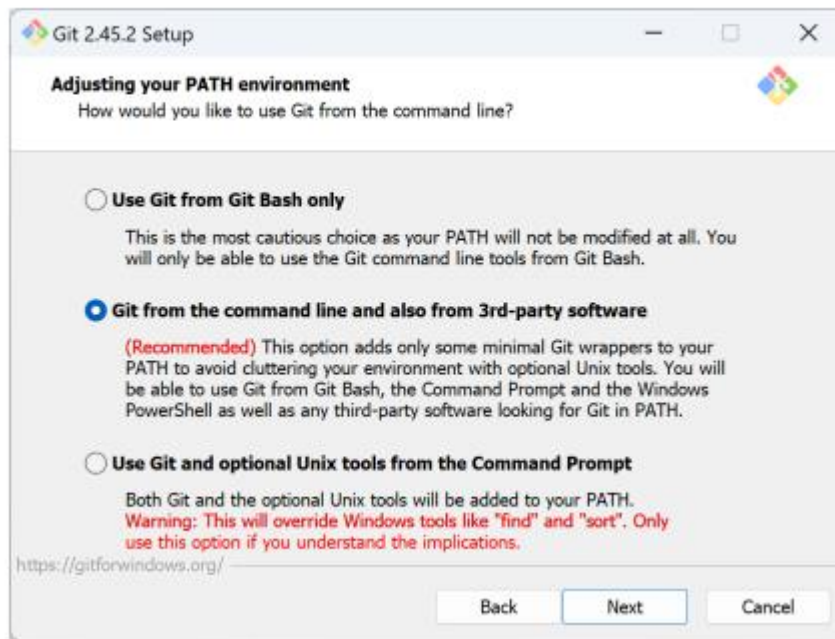 Git 2.45.2 Setup
Adjusting your PATH environment
How would you like to use Git from the command line?
Use Git from Git Bash only
This is the most cautious choice as your PATH will not be modified at all. You
will only be able to use the Git command line tools from Git Bash.
Git from the command line and also from 3rd-party software
(Recommended) This option adds only some minimal Git wrappers to your
PATH to avoid cluttering your environment with optional Unix tools. You will
be able to use Git from Git Bash, the Command Prompt and the Windows
PowerShell as well as any third-party software looking for Git in PATH.
Use Git and optional Unix tools from the Command Prompt
Both Git and the optional Unix tools will be added to your PATH.
Warning: This will override Windows tools like "find" and "sort". Only
use this option if you understand the implications.
https://gitforwindows.org/
Back Next Cancel